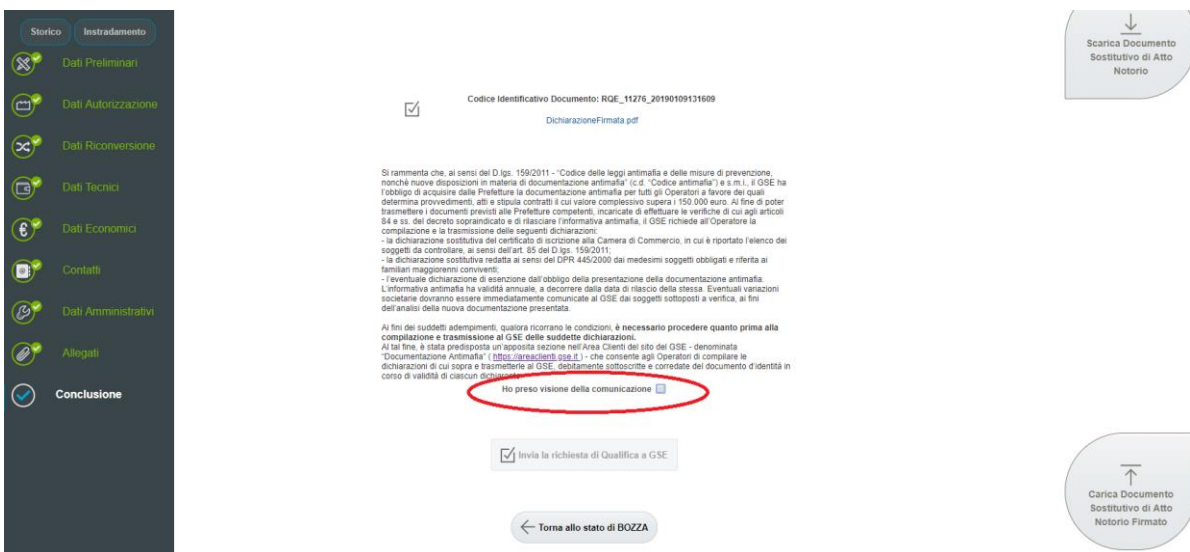 Storico
Instradamento
Dati Preliminari
Dati Autorizzazione
Dati Riconversione
Dati Tecnici
Dati Economici
Contatti
Dati Amministrativi
Allegati
Conclusione
Codice Identificativo Documento: RQE_11276_20190109131609
DichiarazioneFirmata.pdf
Si rammenta che, ai sensi del D.lgs. 159/2011 - "Codice delle leggi antimafia e delle misure di prevenzione,
nonchè nuove disposizioni in materia di documentazione antimafia" (c.d. "Codice antimafia") e s.m.i., il GSE ha
l'obbligo di acquisire dalle Prefetture la documentazione antimafia per tutti gli Operatori a favore dei quali
determina provvedimenti, atti e stipula contratti il cui valore complessivo supera i 150.000 euro. Al fine di poter
trasmettere i documenti previsti alle Prefetture competenti, incaricate di effettuare le verifiche di cui agli articoli
84 e ss. del decreto sopraindicato e di rilasciare l'informativa antimafia, il GSE richiede all'Operatore la
compilazione e la trasmissione delle seguenti dichiarazioni:
- la dichiarazione sostitutiva del certificato di iscrizione alla Camera di Commercio, in cui è riportato l'elenco dei
soggetti da controllare, ai sensi dell'art. 85 del D.lgs. 159/2011;
- la dichiarazione sostitutiva redatta ai sensi del DPR 445/2000 dai medesimi soggetti obbligati e riferita ai
familiari maggiorenni conviventi;
- l'eventuale dichiarazione di esenzione dall'obbligo della presentazione della documentazione antimafia.
L'informativa antimafia ha validità annuale, a decorrere dalla data di rilascio della stessa. Eventuali variazioni
societarie dovranno essere immediatamente comunicate al GSE dai soggetti sottoposti a verifica, ai fini
dell'analisi della nuova documentazione presentata.
Ai fini dei suddetti adempimenti, qualora ricorrano le condizioni, è necessario procedere quanto prima alla
compilazione e trasmissione al GSE delle suddette dichiarazioni.
Al tal fine, è stata predisposta un'apposita sezione nell'Area Clienti del sito del GSE - denominata
"Documentazione Antimafia" ( https://areaclienti.gse.it ) - che consente agli Operatori di compilare le
dichiarazioni di cui sopra e trasmetterle al GSE, debitamente sottoscritte e corredate del documento d'identità in
corso di validità di ciascun
Ho preso visione della comunicazione
Invia la richiesta di Qualifica a GSE
Torna allo stato di BOZZA
Scarica Documento
Sostitutivo di Atto
Notorio
Carica Documento
Sostitutivo di Atto
Notorio Firmato